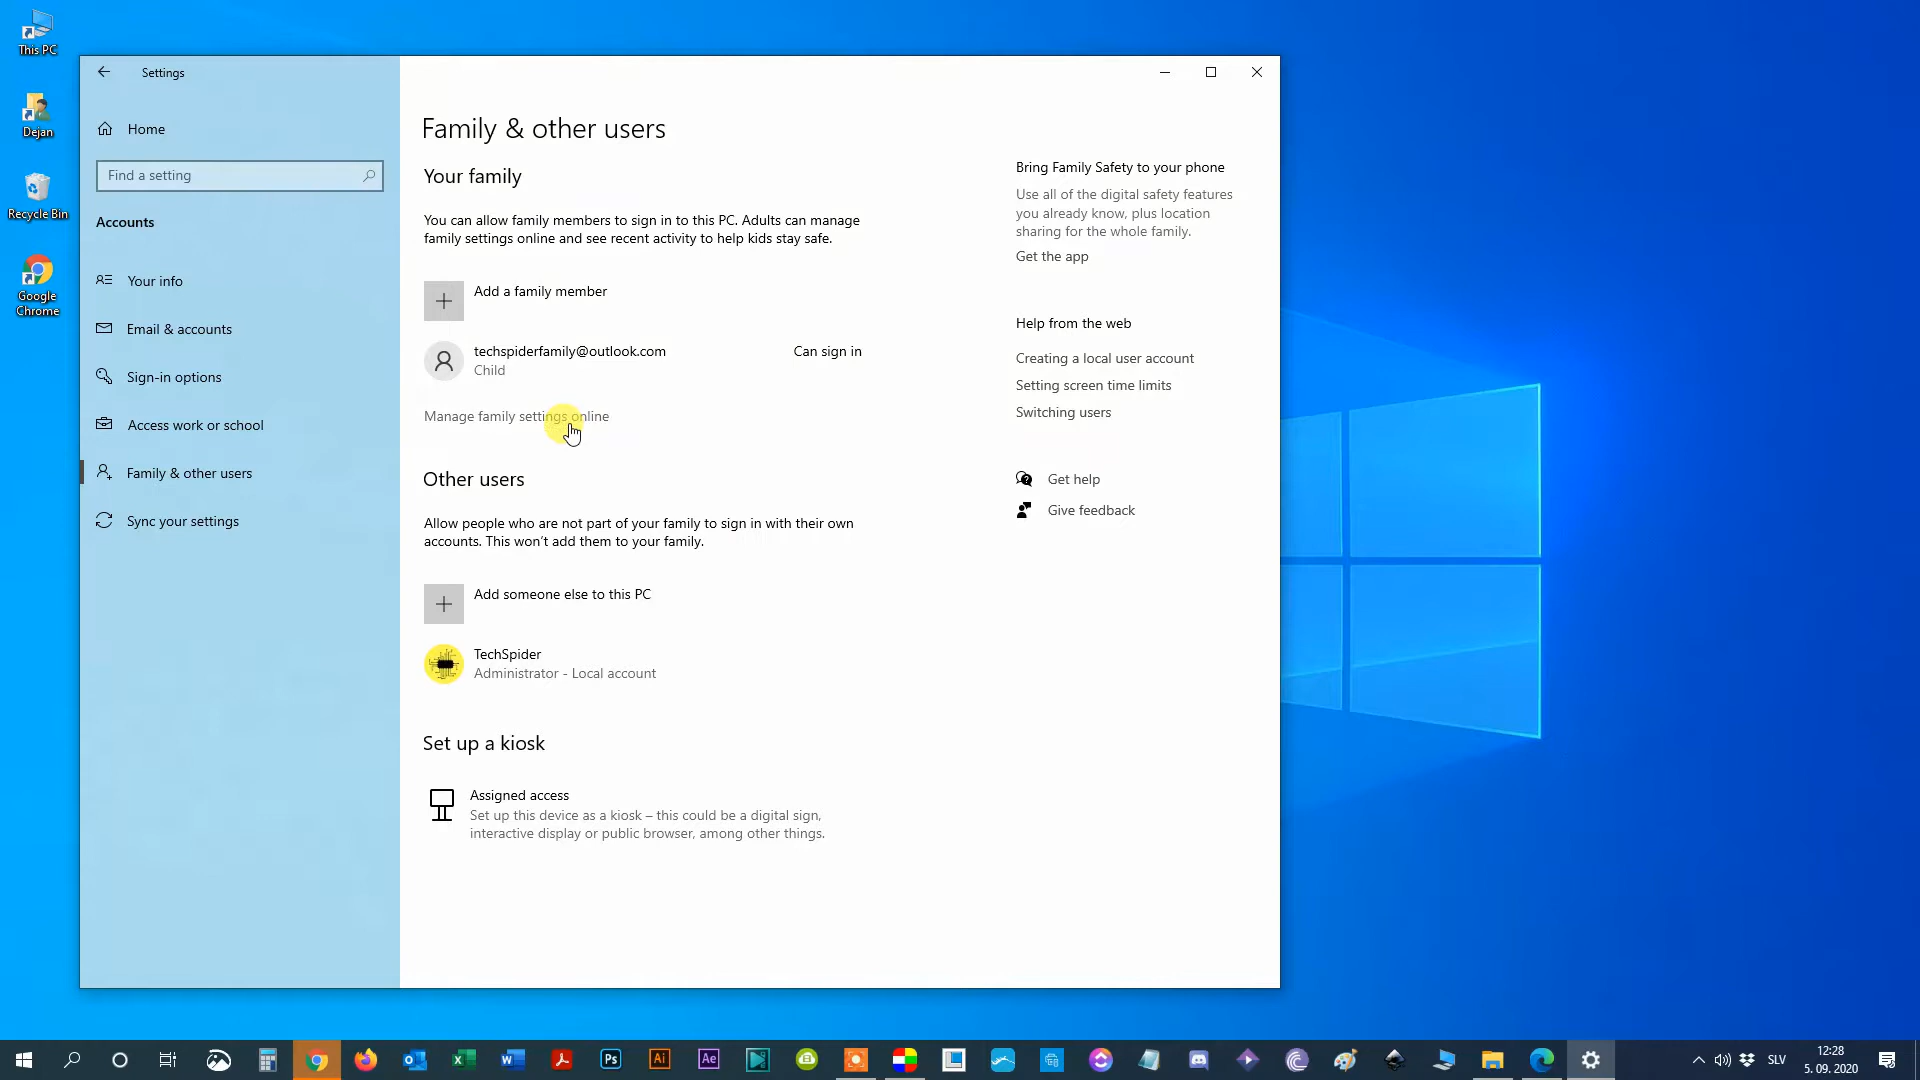 This PC
Dejan
Recycle Bin
Google
Chrome
Settings
Home
Find a setting
Accounts
Your info
Email & accounts
Sign-in options
Access work or school
Family & other users
Sync your settings
Family & other users
Your family
You can allow family members to sign in to this PC. Adults can manage
family settings online and see recent activity to help kids stay safe.
Add a family member
techspiderfamily@outlook.com
Can sign in
Child
Manage family settings online
Other users
Allow people who are not part of your family to sign in with their own
accounts. This won't add them to your family.
Add someone else to this PC
TechSpider
Administrator - Local account
Set up a kiosk
Assigned access
Set up this device as a kiosk – this could be a digital sign,
interactive display or public browser, among other things.
Bring Family Safety to your phone
Use all of the digital safety features
you already know, plus location
sharing for the whole family.
Get the app
Help from the web
Creating a local user account
Setting screen time limits
Switching users
Get help
Give feedback
Ps
Ai
Ae
SLV
12:28
5. 09. 2020